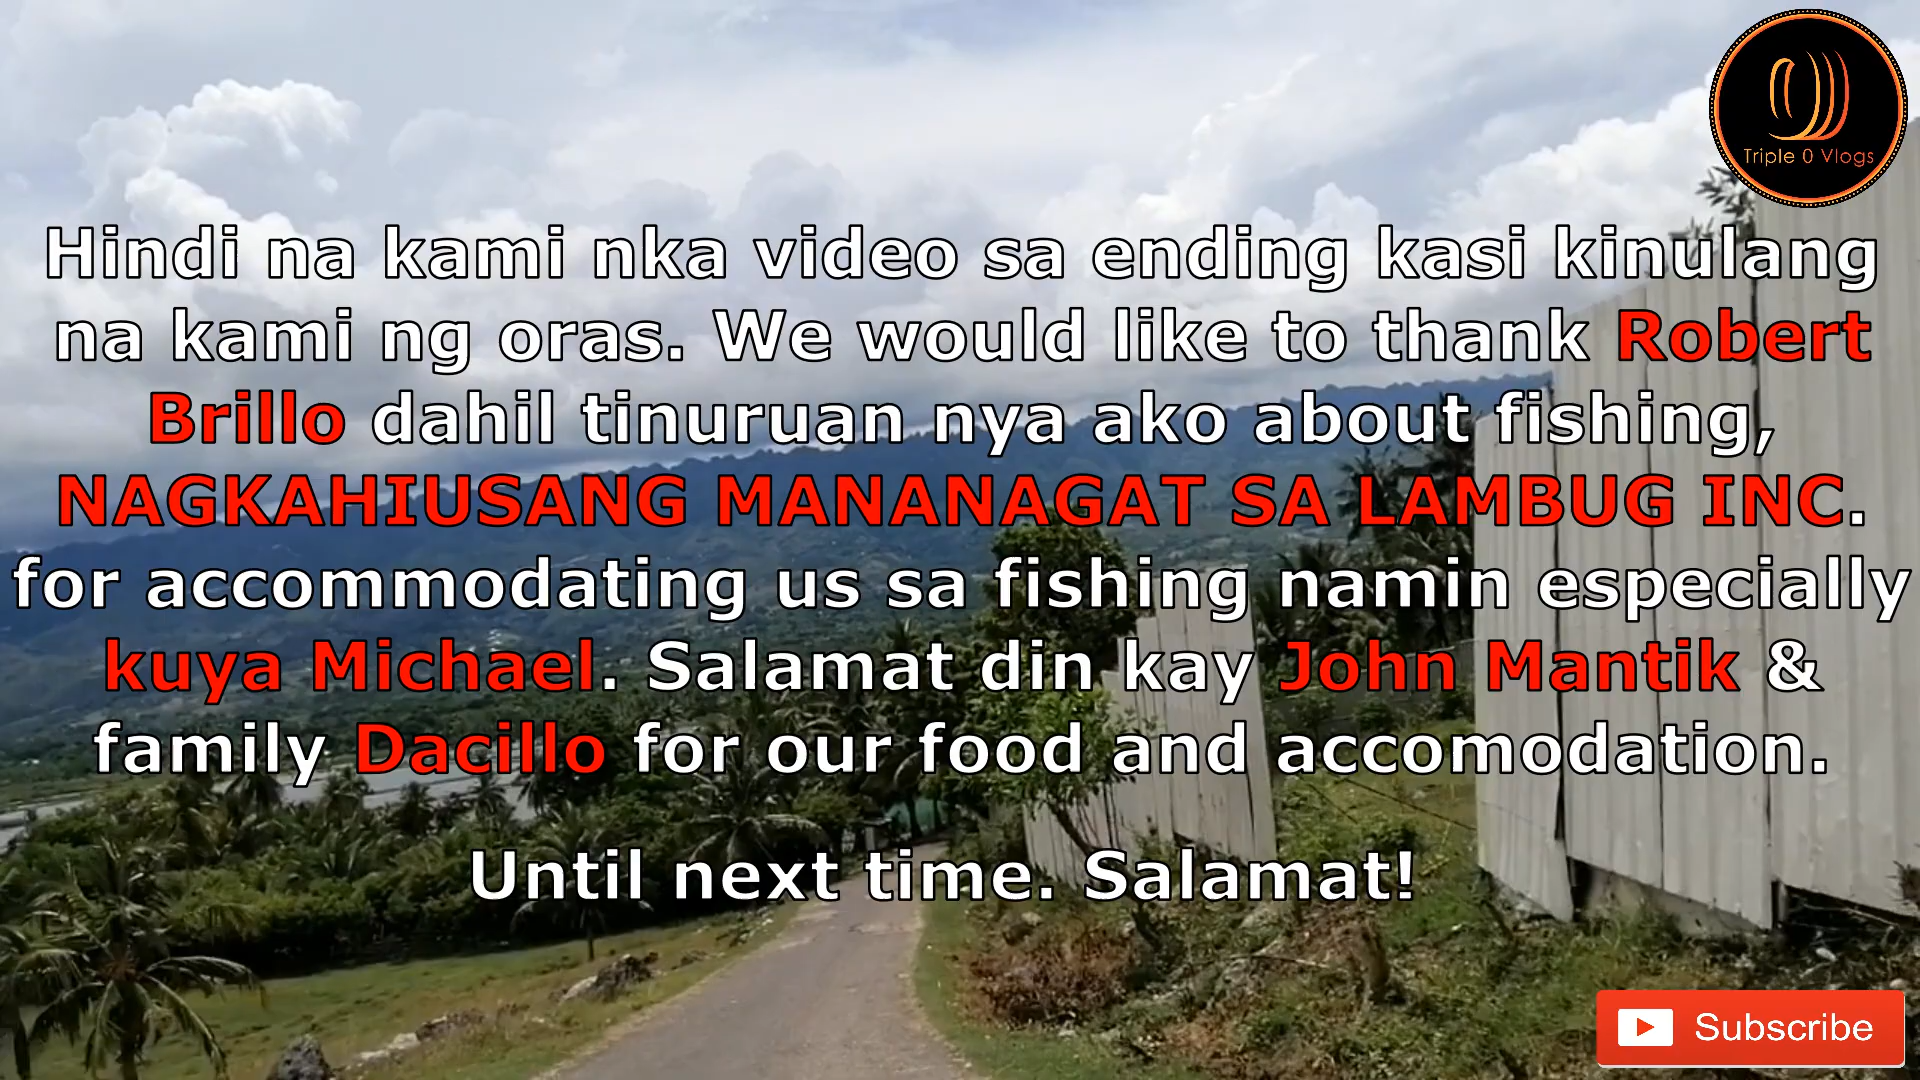 Triple 0 Vlogs
Hindi na kami nka video sa ending kasi kinulang
na kami ng oras. We would like to thank Robert
Brillo dahil tinuruan nya ako about fishing,
NAGKAHIUSANG MANANAGAT SA LAMBUG INC.
for accommodating us sa fishing namin especially
kuya Michael. Salamat din kay John Mantik &
family Dacillo for our food and accomodation.
Until next time. Salamat!
Subscribe